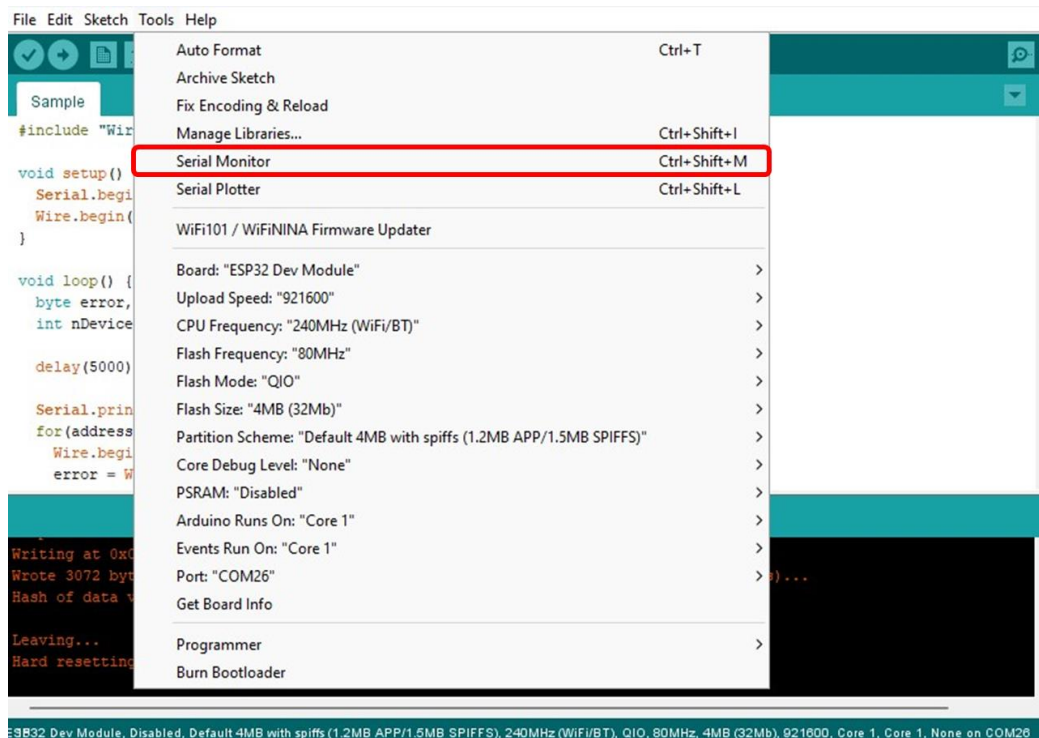 File Edit Sketch Tools Help
Auto Format Ctrl+T
Archive Sketch
Sample
Fix Encoding & Reload
#include "Wir
Manage Libraries... Ctrl+Shift+I
Serial Monitor Ctrl+Shift+M
void setup()
Serial.begi
Serial Plotter Ctrl+Shift+L
Wire.begin(
}
WiFi101 / WiFiNINA Firmware Updater
Board: "ESP32 Dev Module"
void loop() {
byte error,
Upload Speed: "921600"
int nDevice
CPU Frequency: "240MHz (WiFi/BT)"
Flash Frequency: "80MHz"
delay(5000)
Flash Mode: "QIO"
Serial.prin
Flash Size: "4MB (32Mb)"
for(address
Partition Scheme: "Default 4MB with spiffs (1.2MB APP/1.5MB SPIFFS)"
Wire.begi
Core Debug Level: "None"
error = W
PSRAM: "Disabled"
Arduino Runs On: "Core 1"
Events Run On: "Core 1"
Writing at 0x
Wrote 3072 byt
Port: "COM26"
)...
Hash of data v
Get Board Info
Leaving...
Programmer
Hard resetting
Burn Bootloader
Dev Module, Disabled, Default 4MB with spiffs (1.2MB APP/1.5MB SPIFFS), 240MHz (WiFi/BT), QIO, 80MHz, 4MB (32Mb), 921600, Core 1, Core 1, None on COM26